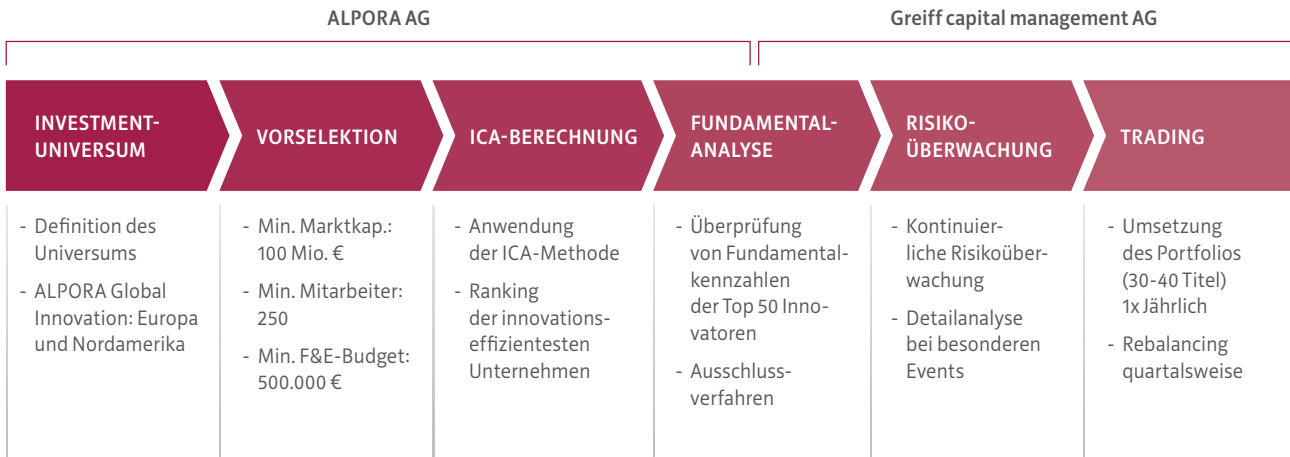 ALPORA AG
Greiff capital management AG
INVESTMENT-
UNIVERSUM
VORSELEKTION
ICA-BERECHNUNG
FUNDAMENTAL-
ANALYSE
RISIKO-
ÜBERWACHUNG
TRADING
- Definition des
Universums
- ALPORA Global
Innovation: Europa
und Nordamerika
- Min. Marktkap.:
100 Mio. €
- Min. Mitarbeiter:
250
- Min. F&E-Budget:
500.000 €
- Anwendung
der ICA-Methode
- Ranking
der innovations-
effizientesten
Unternehmen
- Überprüfung
von Fundamental-
kennzahlen
der Top 50 Inno-
vatoren
- Ausschluss-
verfahren
- Kontinuier-
liche Risikoüber-
wachung
- Detailanalyse
bei besonderen
Events
- Umsetzung
des Portfolios
(30-40 Titel)
1x Jährlich
- Rebalancing
quartalsweise